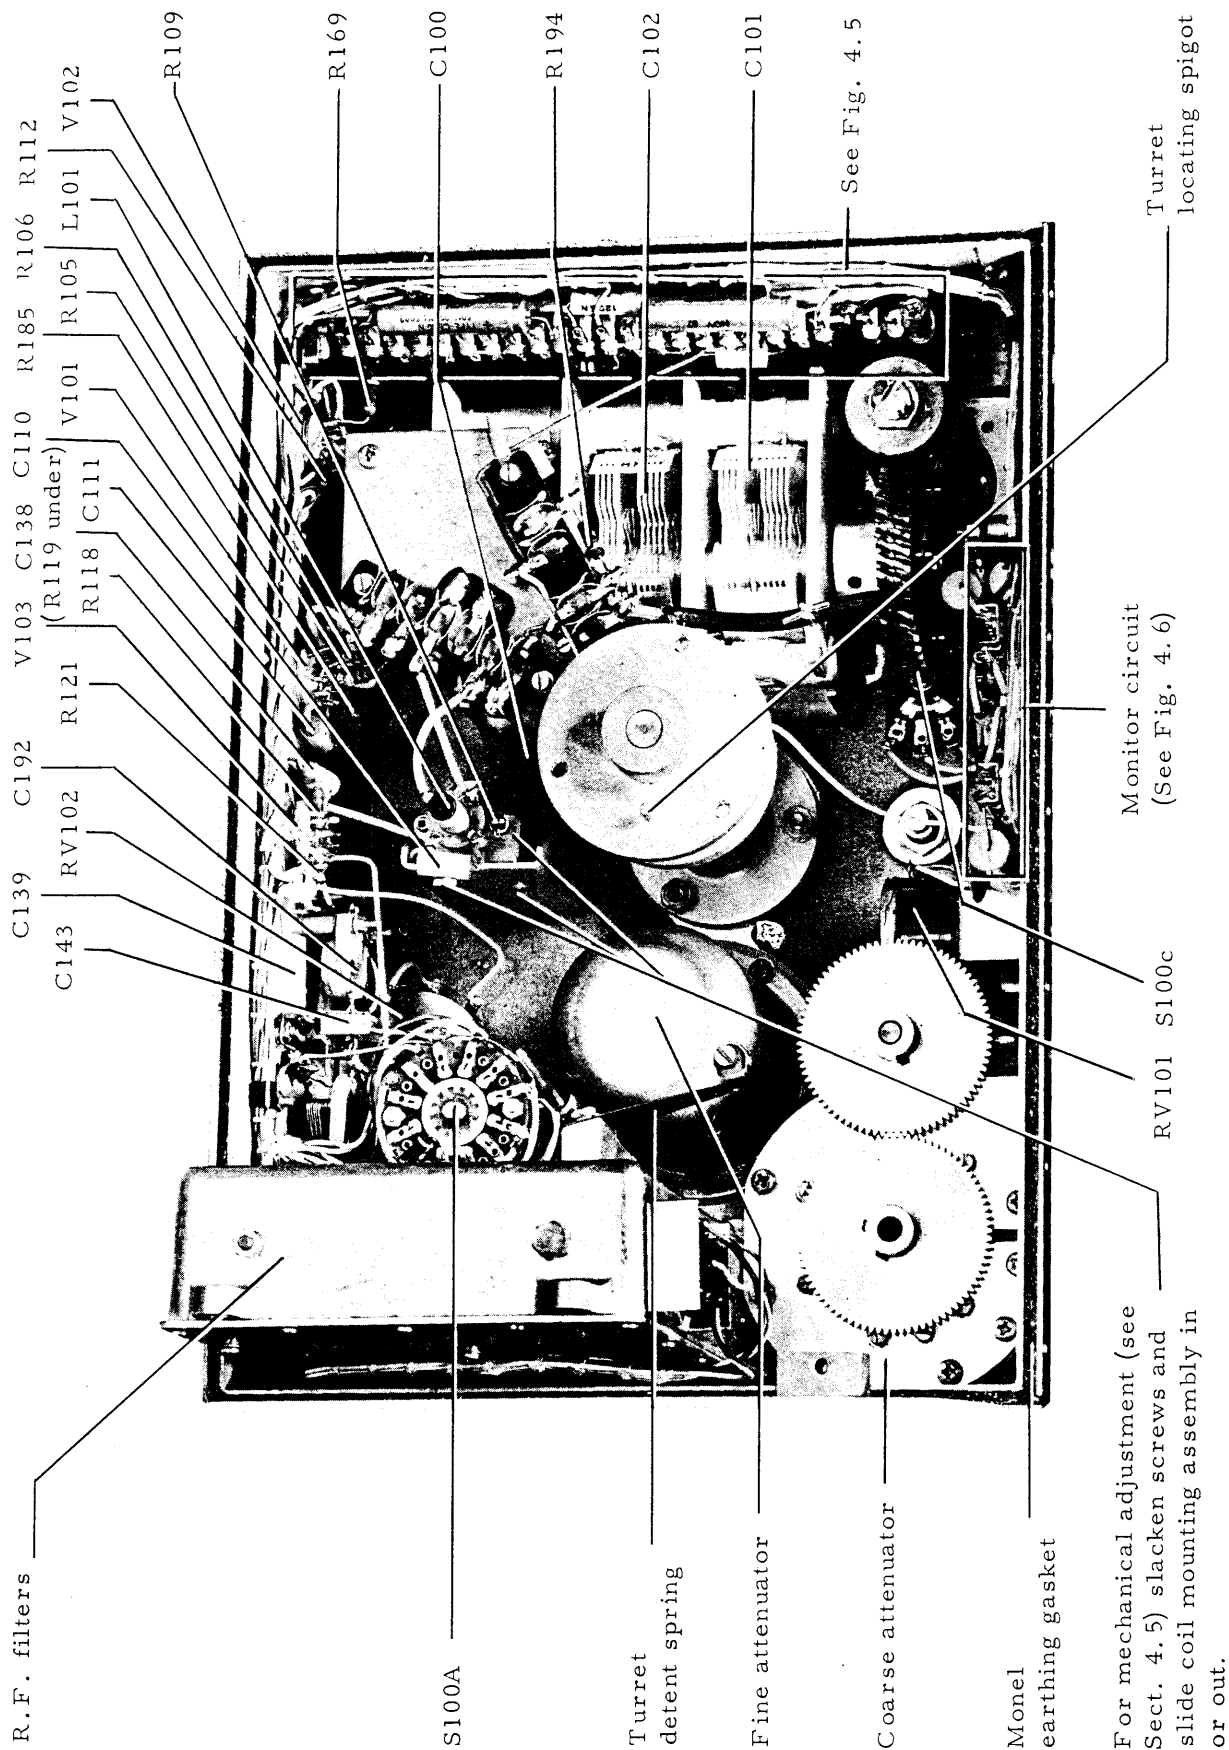 R.F. filters
C143
C139
RV102
C192
R121
V103
C138
(R119 under)
R118
C110
C111
R185
V101
R106
R105
R112
L101
V102
R109
R169
C100
R194
C102
C101
See Fig. 4.5
Turret
locating spigot
Monitor circuit
(See Fig. 4.6)
S100c
RV101
S100A
Turret
detent spring
Fine attenuator
Coarse attenuator
Monel
earthing gasket
For mechanical adjustment (see
Sect. 4.5) slacken screws and
slide coil mounting assembly in
or out.